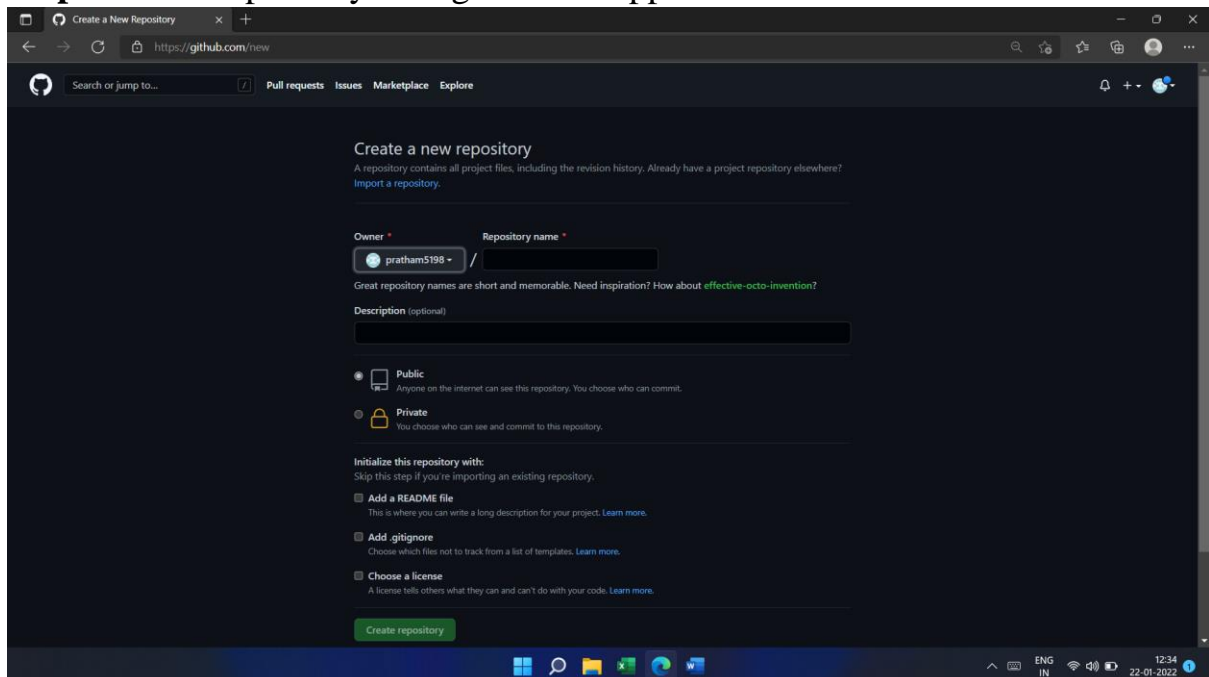 Create a New Repository
https://github.com/new
Search or jump to... / Pull requests Issues Marketplace Explore
Create a new repository
A repository contains all project files, including the revision history. Already have a project repository elsewhere?
Import a repository.
Owner * Repository name *
pratham5198 /
Great repository names are short and memorable. Need inspiration? How about effective-octo-invention?
Description (optional)
Public
Anyone on the internet can see this repository. You choose who can commit.
Private
You choose who can see and commit to this repository.
Initialize this repository with:
Skip this step if you're importing an existing repository.
Add a README file
This is where you can write a long description for your project. Learn more.
Add .gitignore
Choose which files not to track from a list of templates. Learn more.
Choose a license
A license tells others what they can and can't do with your code. Learn more.
Create repository
ENG
IN
12:34
22-01-2022
1